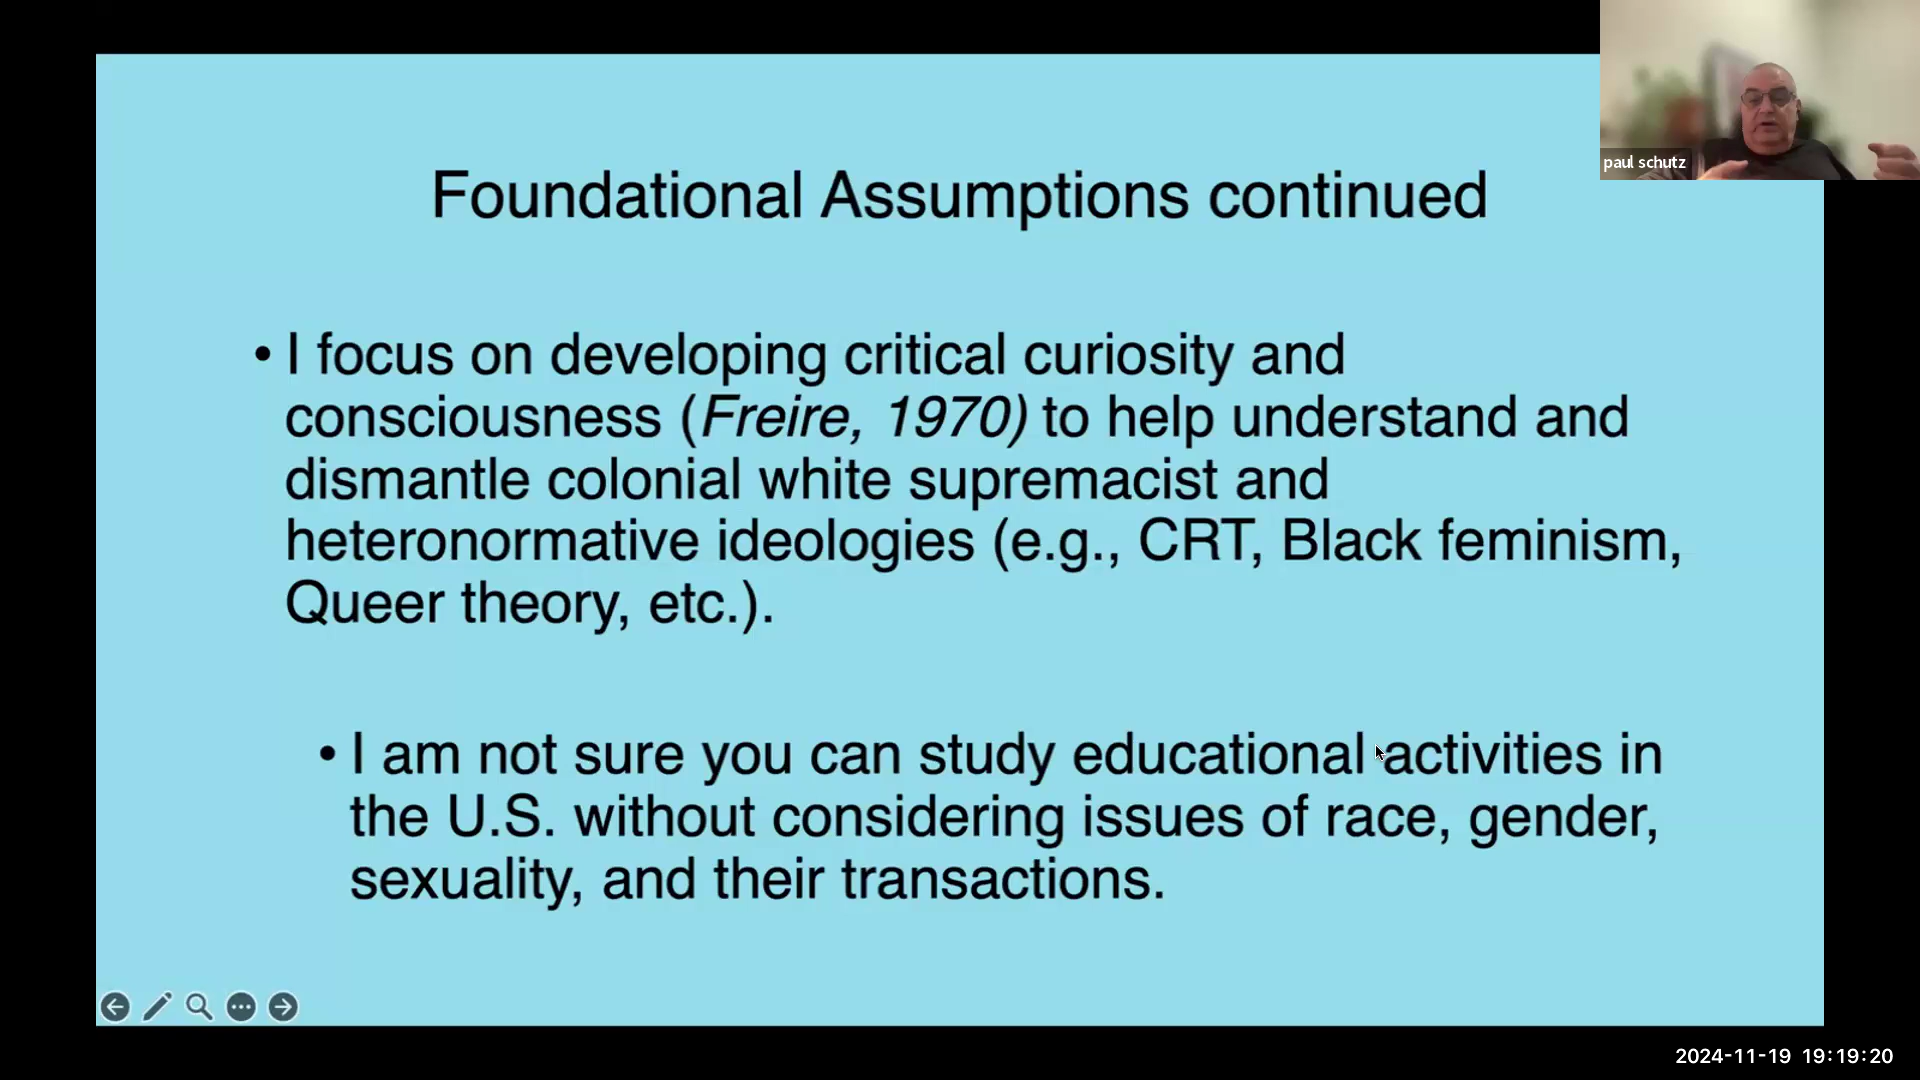 paul schutz
Foundational Assumptions continued
• I focus on developing critical curiosity and
consciousness (Freire, 1970) to help understand and
dismantle colonial white supremacist and
heteronormative ideologies (e.g., CRT, Black feminism,
Queer theory, etc.).
• I am not sure you can study educational activities in
the U.S. without considering issues of race, gender,
sexuality, and their transactions.
2024-11-19 19:19:20